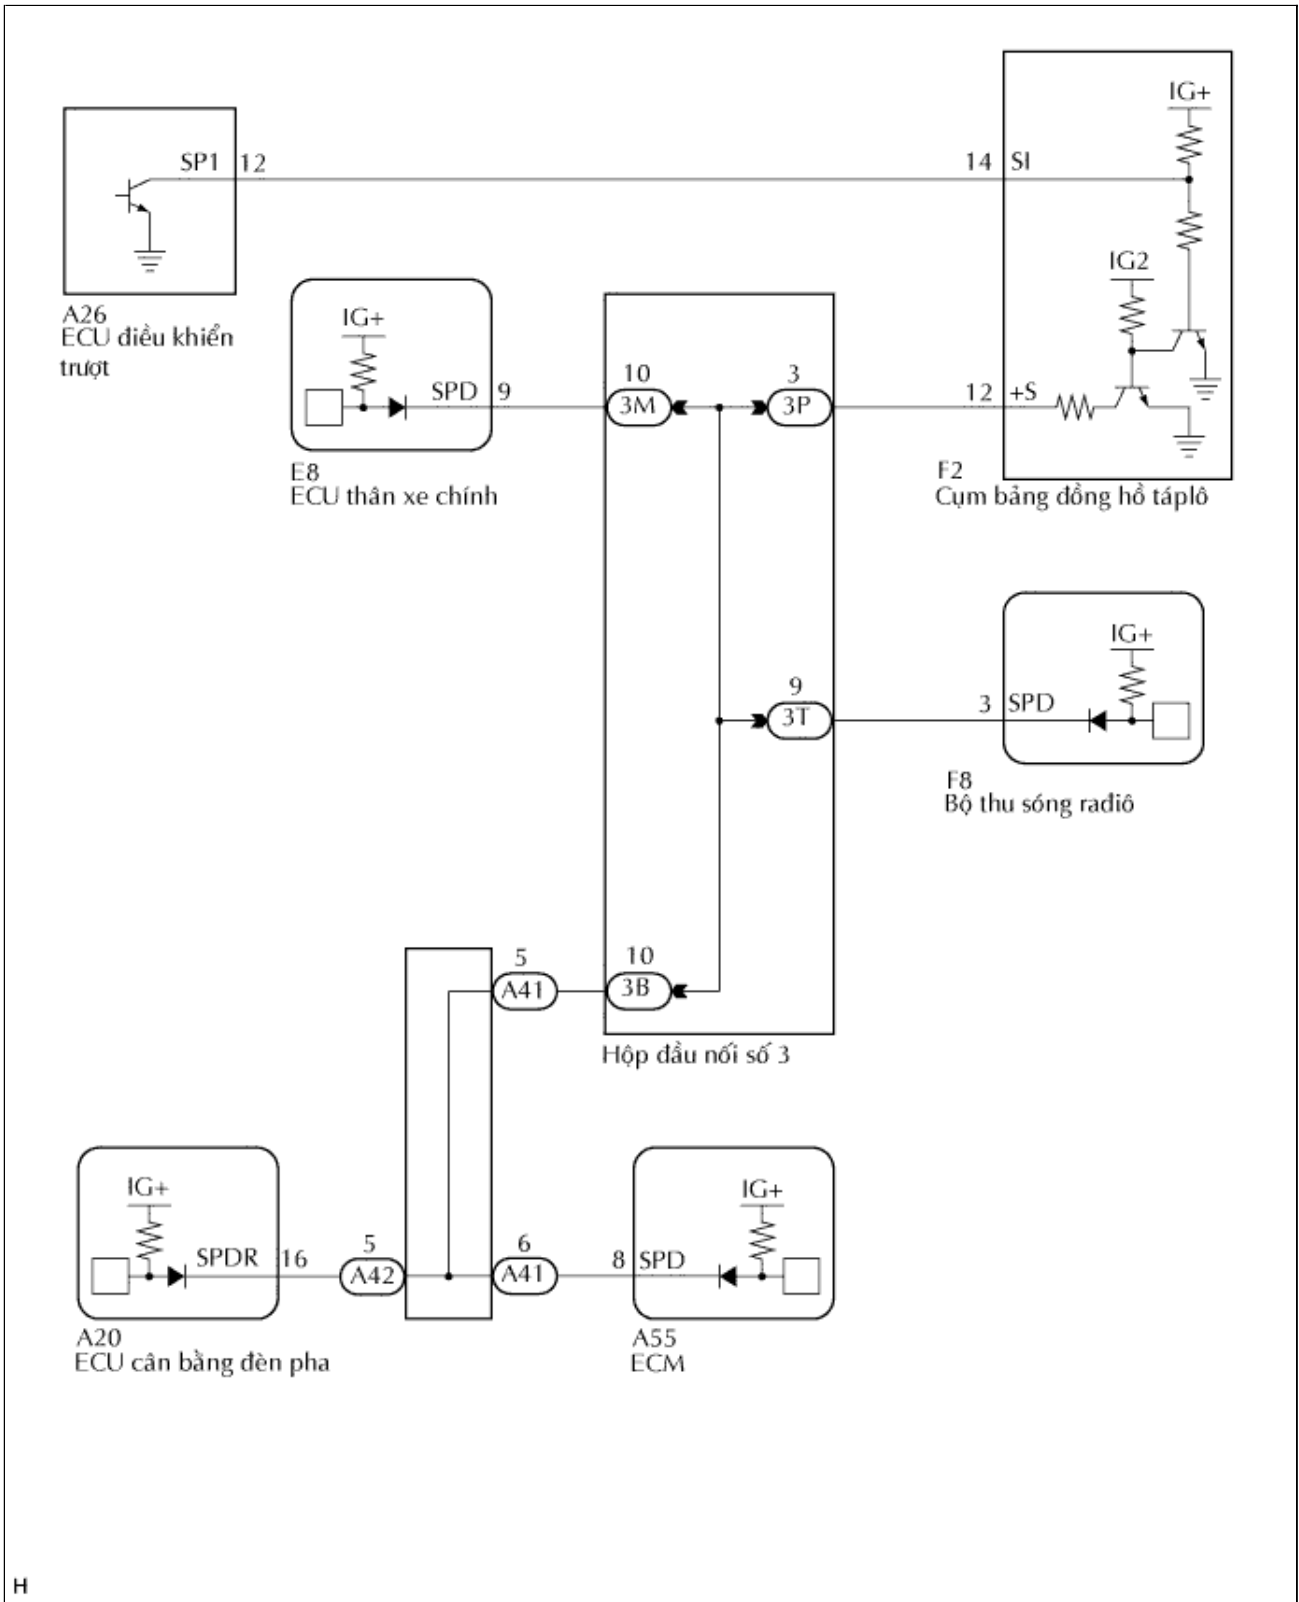 IG+
SP1 12
14 SI
IG2
A26
ECU điều khiển
trượt
IG+
SPD 9
10
3M
3
3P
12 +S
E8
ECU thân xe chính
F2
Cụm bảng đồng hồ táplô
IG+
9
3T
3 SPD
F8
Bộ thu sóng rađiô
5
A41
10
3B
Hộp đầu nối số 3
IG+
SPDR 16
5
A42
6
A41
IG+
8 SPD
A20
ECU cân bằng đèn pha
A55
ECM
H